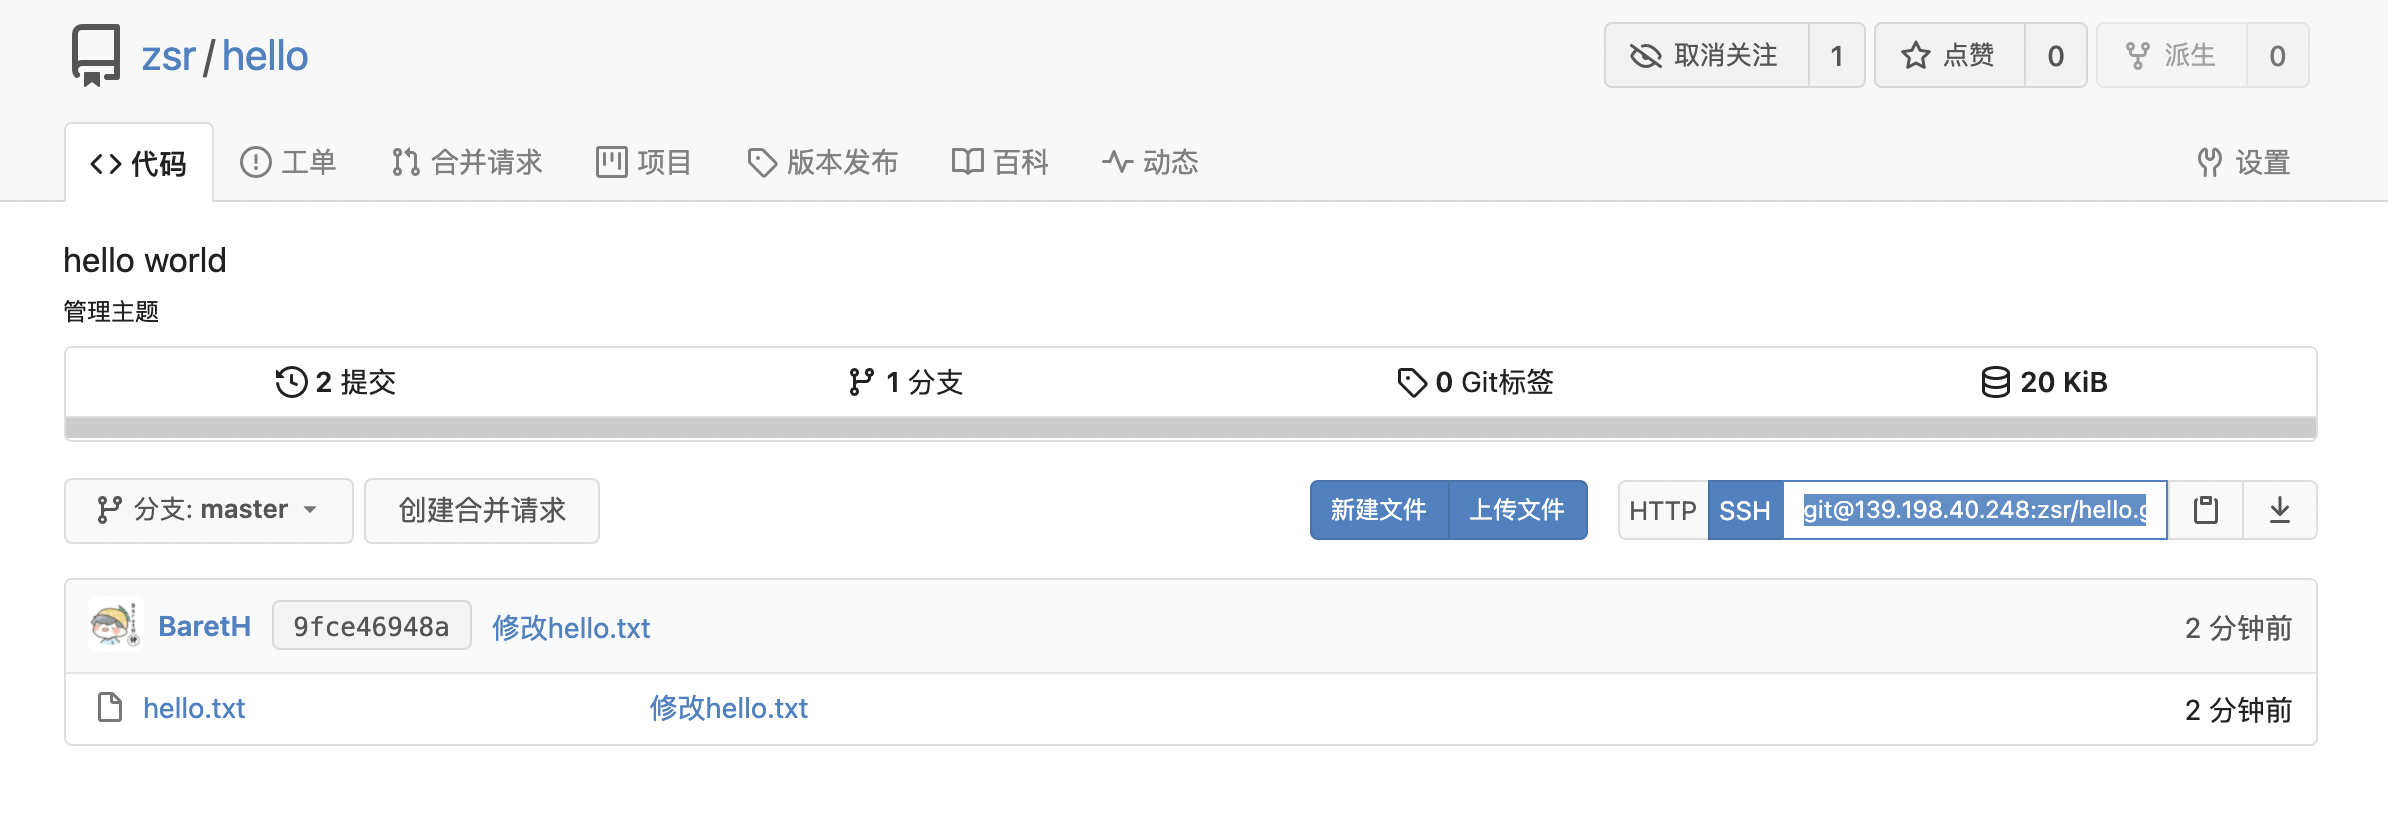 zsr / hello
取消关注 1 点赞 0 派生 0
代码 工单 合并请求 项目 版本发布 百科 动态 设置
hello world
管理主题
2 提交 1 分支 0 Git标签 20 KiB
分支: master 创建合并请求 新建文件 上传文件 HTTP SSH git@139.198.40.248:zsr/hello.g
BaretH 9fce46948a 修改hello.txt 2 分钟前
hello.txt 修改hello.txt 2 分钟前